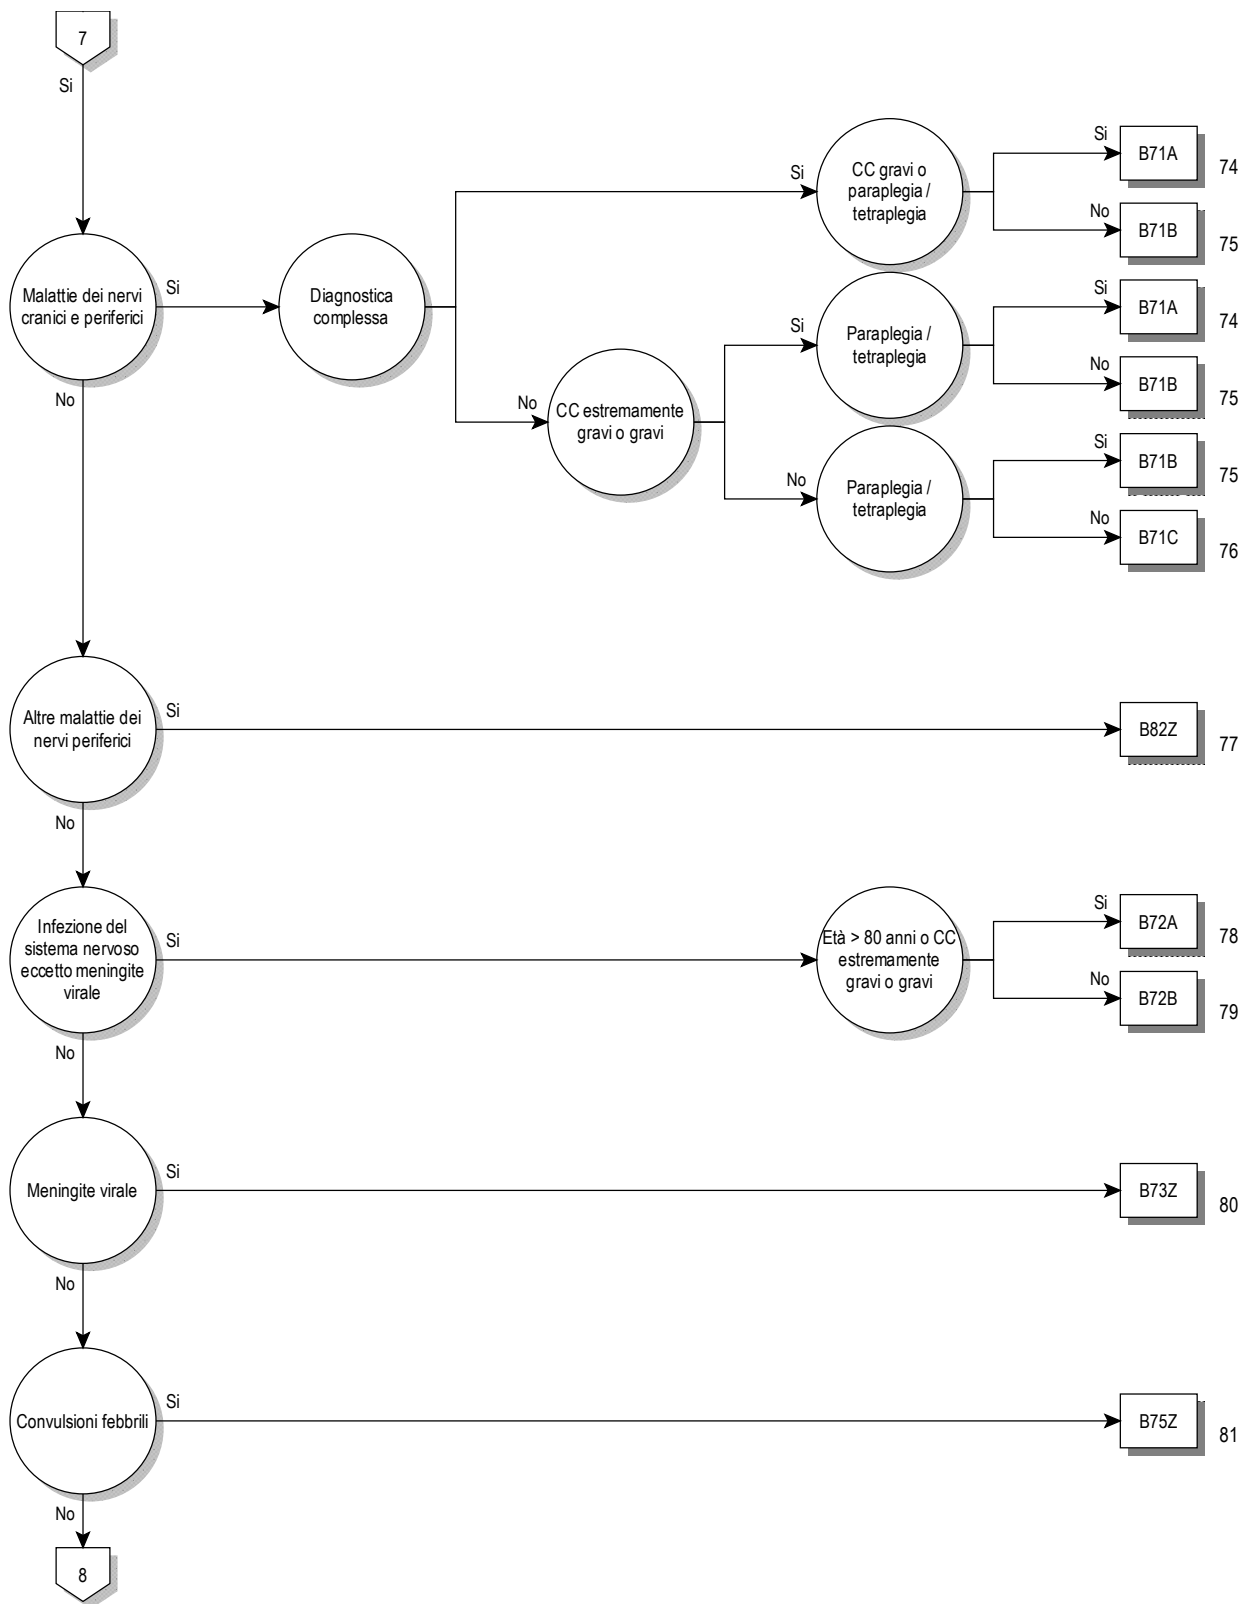 7
Si
Malattie dei nervi
cranici e periferici
Si
Diagnostica
complessa
Si
CC gravi o
paraplegia /
tetraplegia
Si
B71A
74
No
B71B
75
No
CC estremamente
gravi o gravi
Si
Paraplegia /
tetraplegia
Si
B71A
74
No
B71B
75
No
Paraplegia /
tetraplegia
Si
B71B
75
No
B71C
76
No
Altre malattie dei
nervi periferici
Si
B82Z
77
No
Infezione del
sistema nervoso
eccetto meningite
virale
Si
Età > 80 anni o CC
estremamente
gravi o gravi
Si
B72A
78
No
B72B
79
No
Meningite virale
Si
B73Z
80
No
Convulsioni febbrili
Si
B75Z
81
No
8